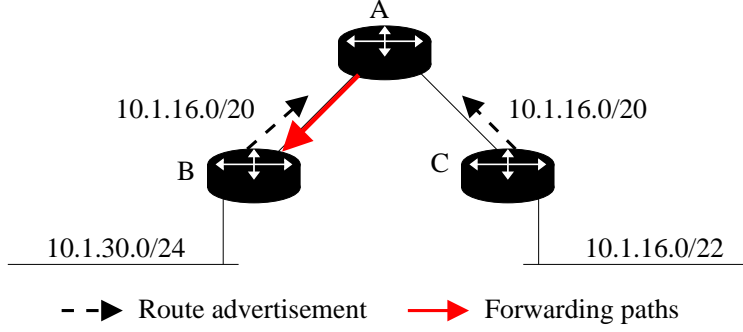 A
10.1.16.0/20
10.1.16.0/20
B
C
10.1.30.0/24
10.1.16.0/22
Route advertisement
Forwarding paths